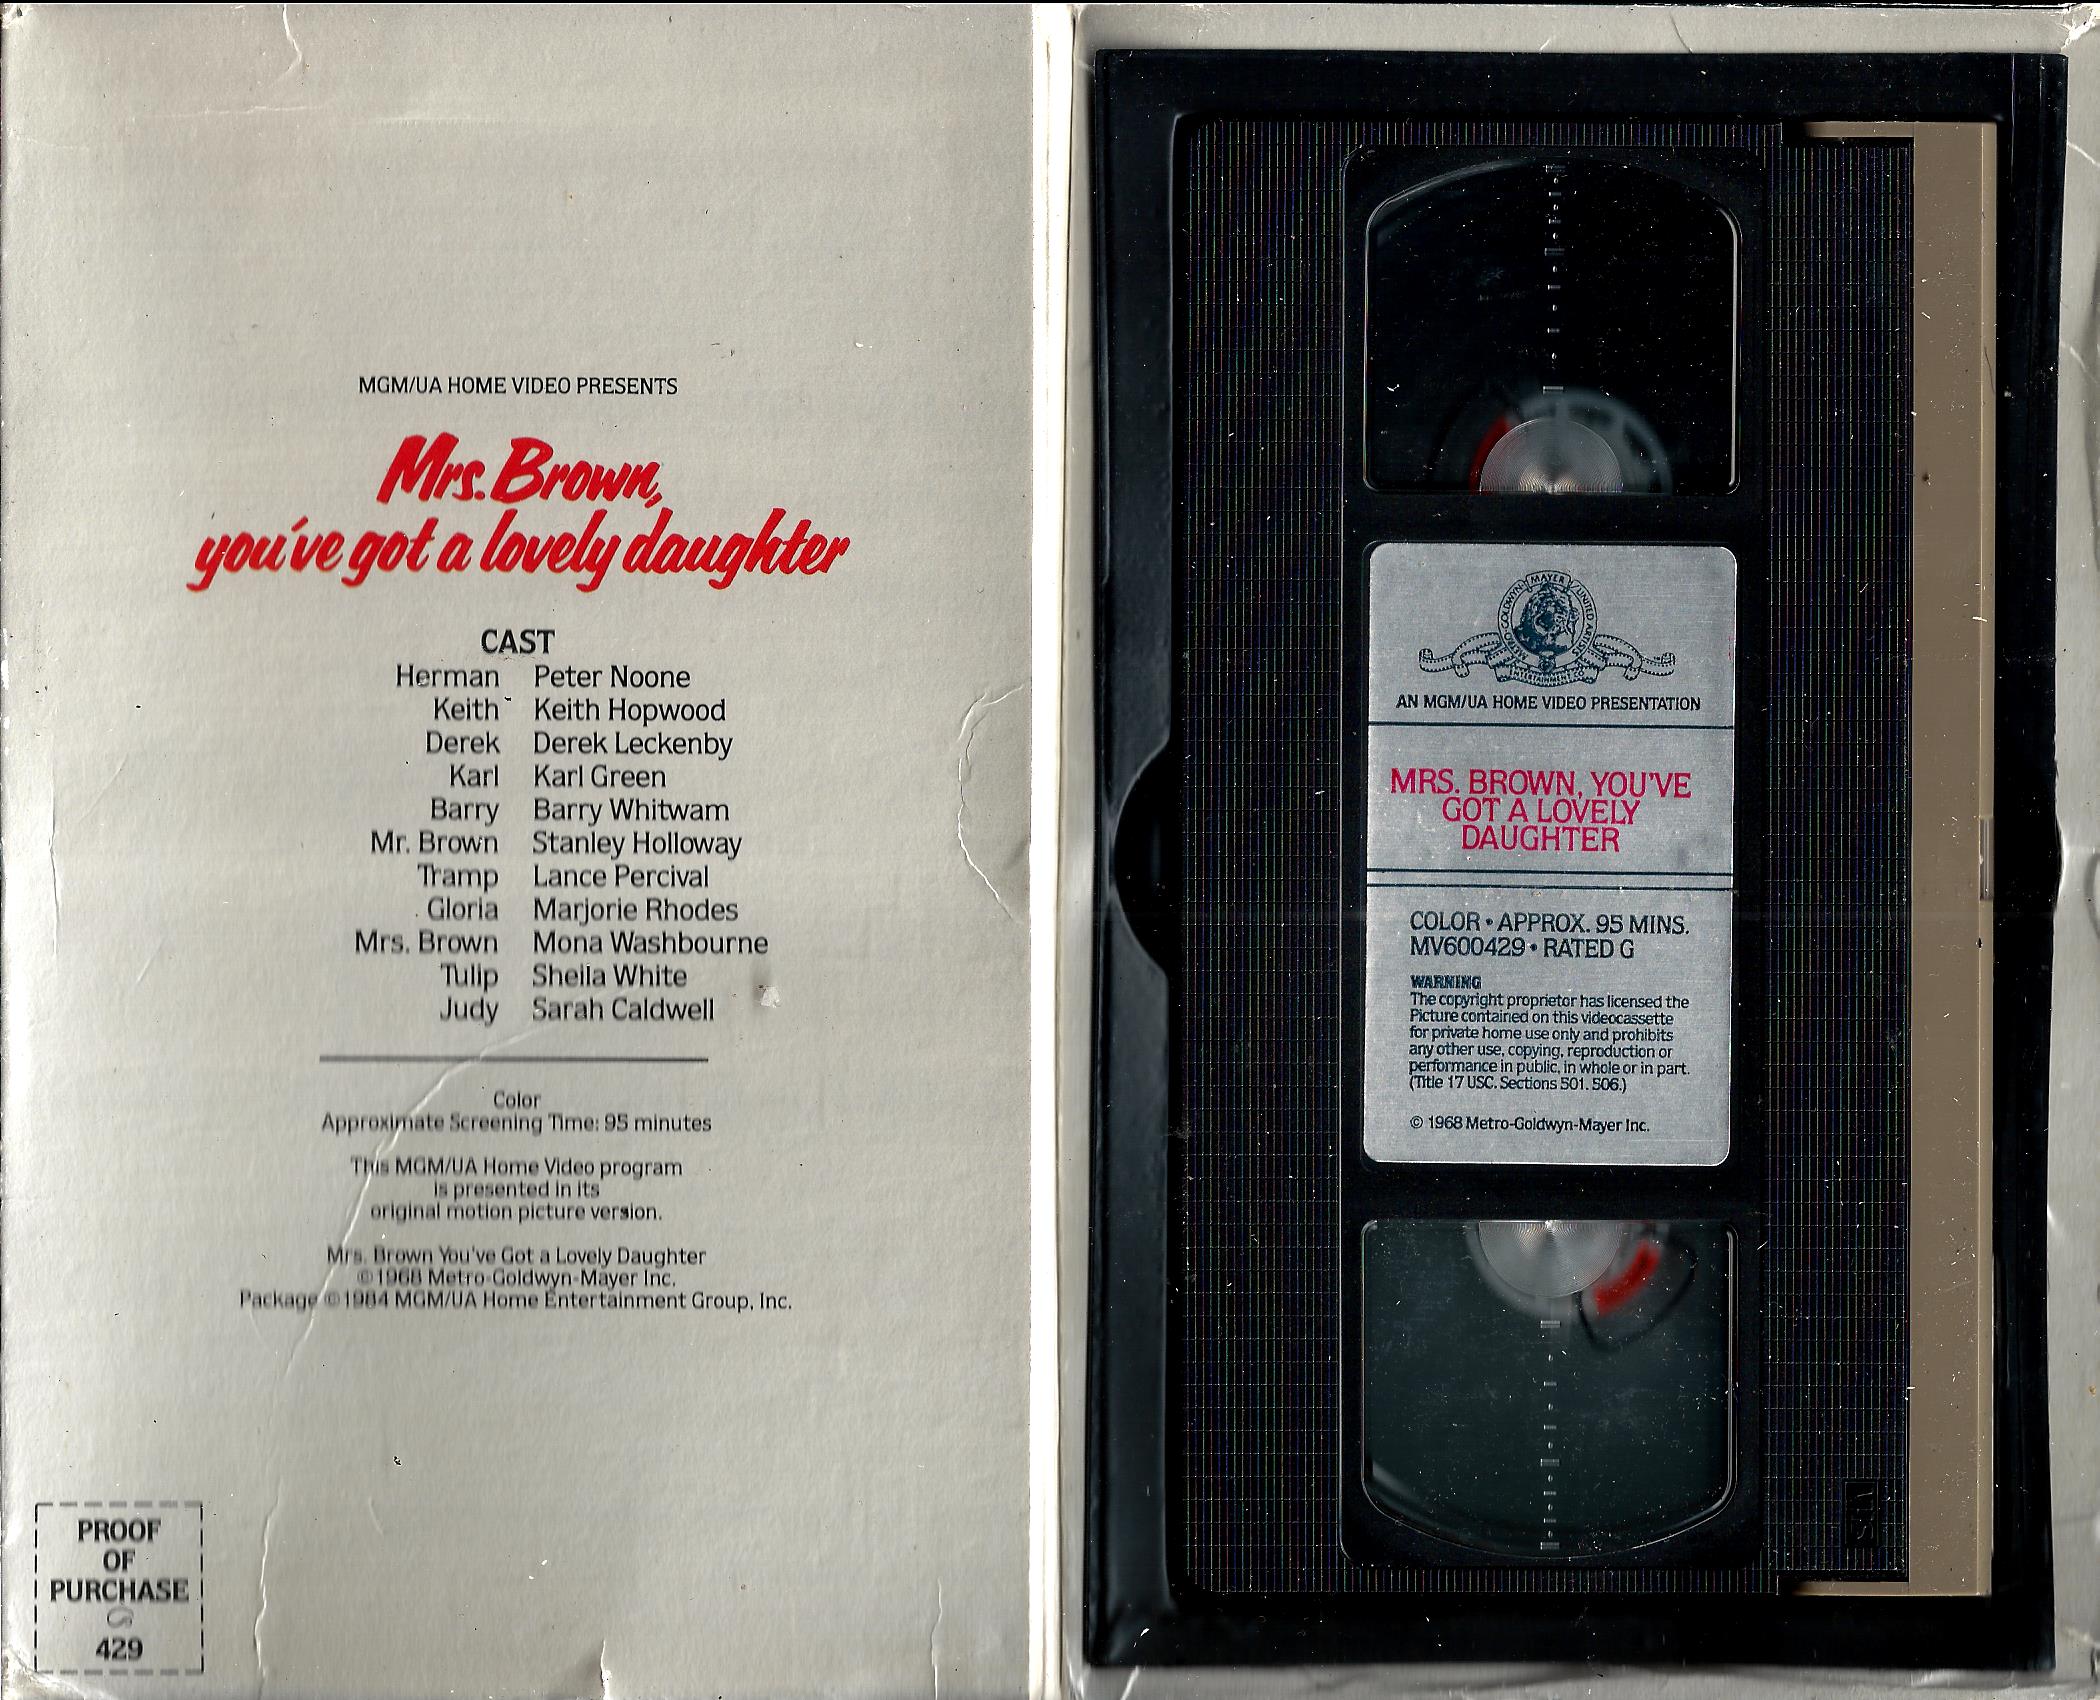 MGM/UA HOME VIDEO PRESENTS
Mrs. Brown,
you've got a lovely daughter
CAST
Herman Peter Noone
Keith Keith Hopwood
Derek Derek Leckenby
Karl Karl Green
Barry Barry Whitwam
Mr. Brown Stanley Holloway
Tramp Lance Percival
Gloria Marjorie Rhodes
Mrs. Brown Mona Washbourne
Tulip Sheila White
Judy Sarah Caldwell
Color
Approximate Screening Time: 95 minutes
This MGM/UA Home Video program
is presented in its
original motion picture version.
Mrs. Brown You've Got a Lovely Daughter
© 1968 Metro-Goldwyn-Mayer Inc.
Package © 1984 MGM/UA Home Entertainment Group, Inc.
PROOF
OF
PURCHASE
429
METRO GOLDWYN MAYER UNITED ARTISTS
ENTERTAINMENT CO.
AN MGM/UA HOME VIDEO PRESENTATION
MRS. BROWN, YOU'VE
GOT A LOVELY
DAUGHTER
COLOR • APPROX. 95 MINS.
MV600429 • RATED G
WARNING
The copyright proprietor has licensed the
Picture contained on this videocassette
for private home use only and prohibits
any other use, copying, reproduction or
performance in public, in whole or in part.
(Title 17 USC. Sections 501. 506.)
© 1968 Metro-Goldwyn-Mayer Inc.
VHS